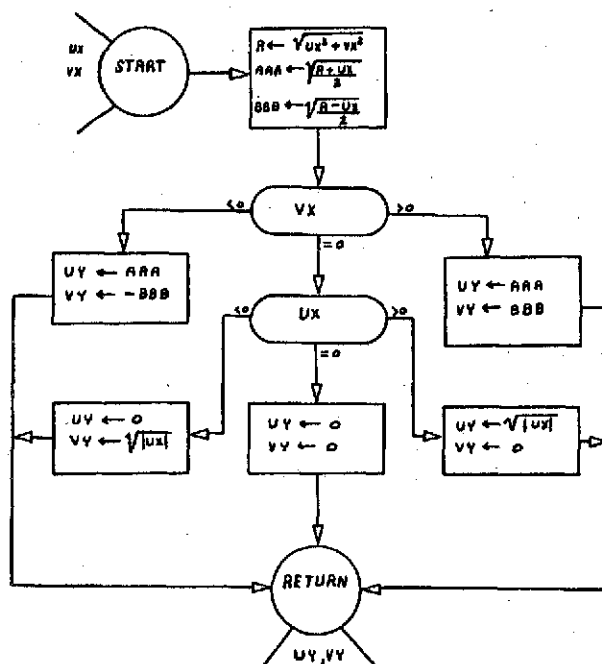 UX
VX
START
R ← √UX² + VX²
AAA ← √R + UX / 2
BBB ← √R - UX / 2
<0
VX
>0
=0
UY ← AAA
VY ← -BBB
UY ← AAA
VY ← BBB
<0
UX
>0
=0
UY ← 0
VY ← √|UX|
UY ← 0
VY ← 0
UY ← √|UX|
VY ← 0
RETURN
UY, VY